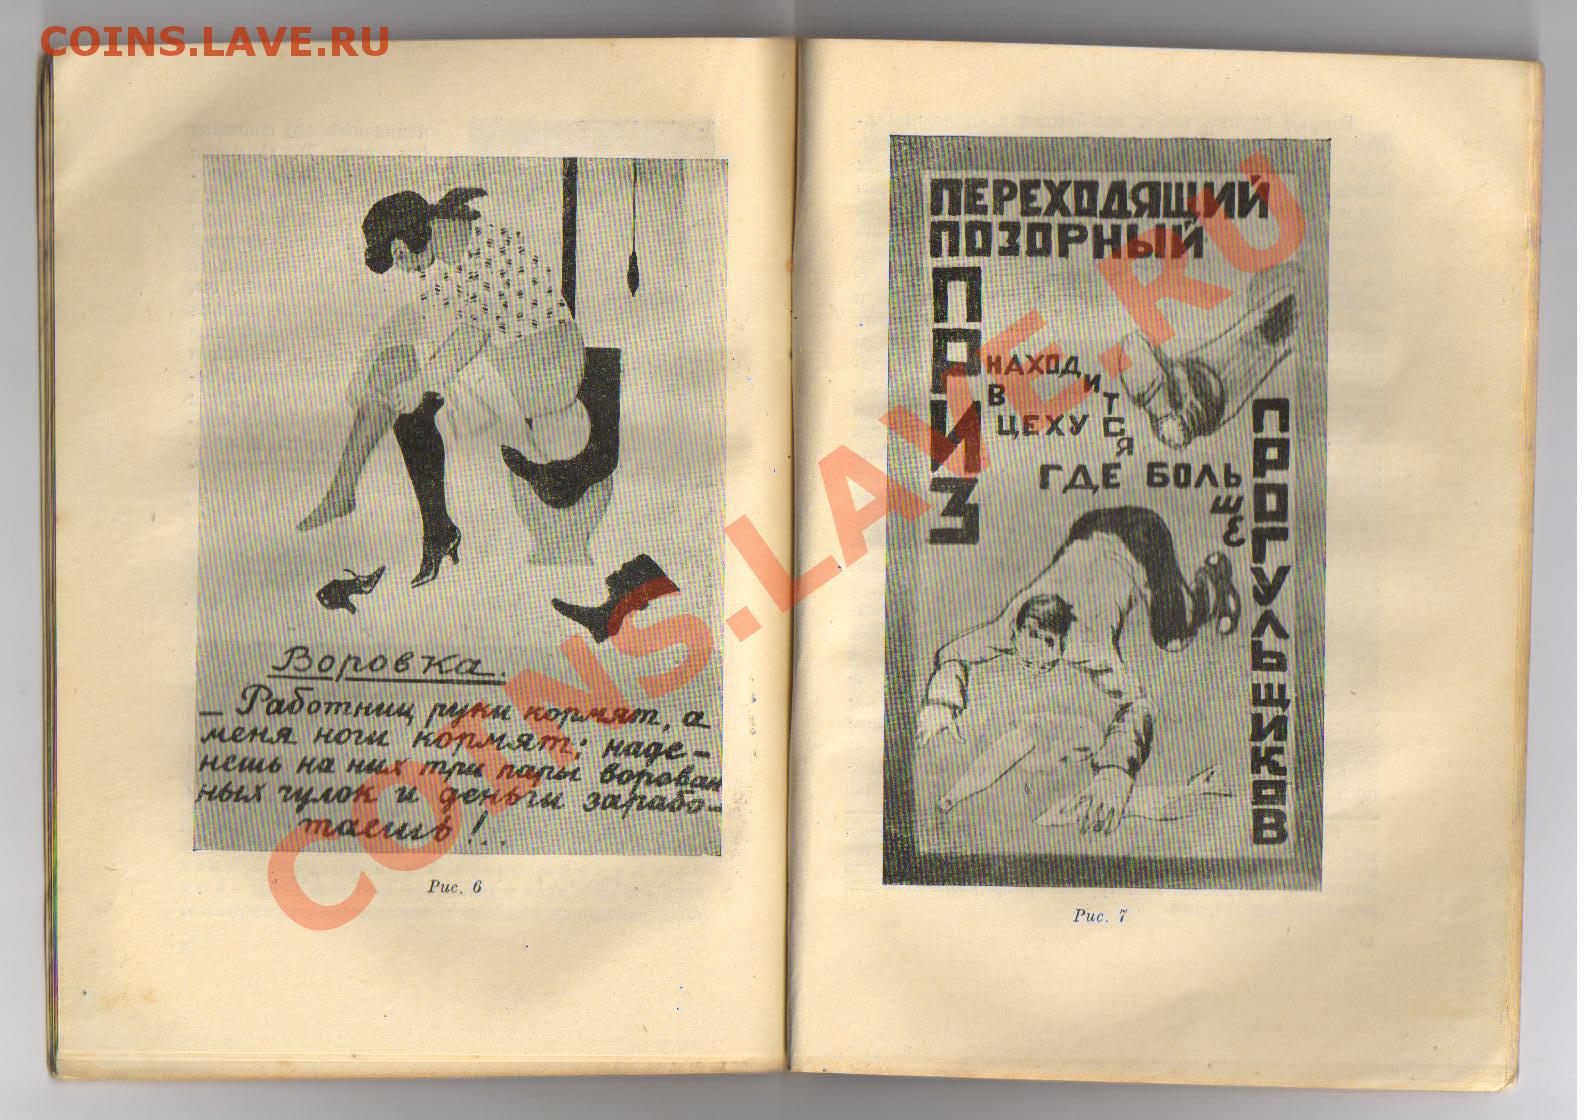 COINS.LAVE.RU
Воровка.
— Работниц руки кормят, а
меня ноги кормят; наде-
нешь на них три пары ворован
ных чулок и деньги зарабо-
таешь!..
Рис. 6
ПЕРЕХОДЯЩИЙ
ПОЗОРНЫЙ
ПРИЗ
НАХОДИТСЯ
В
ЦЕХУ
ГДЕ БОЛЬШЕ
ПРОГУЛЬЩИКОВ
Рис. 7
COINS.LAVE.RU